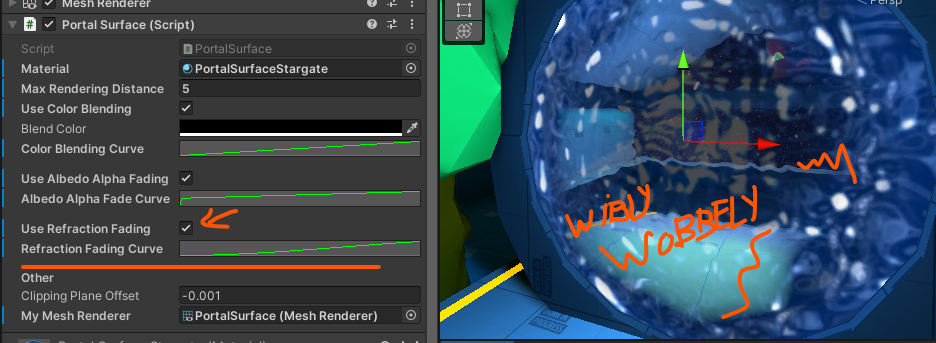 Mesh Renderer
# Portal Surface (Script)
Script PortalSurface
Material PortalSurfaceStargate
Max Rendering Distance 5
Use Color Blending
Blend Color
Color Blending Curve
Use Albedo Alpha Fading
Albedo Alpha Fade Curve
Use Refraction Fading
Refraction Fading Curve
Other
Clipping Plane Offset -0.001
My Mesh Renderer PortalSurface (Mesh Renderer)
Persp
WIBLY
WOBBELY